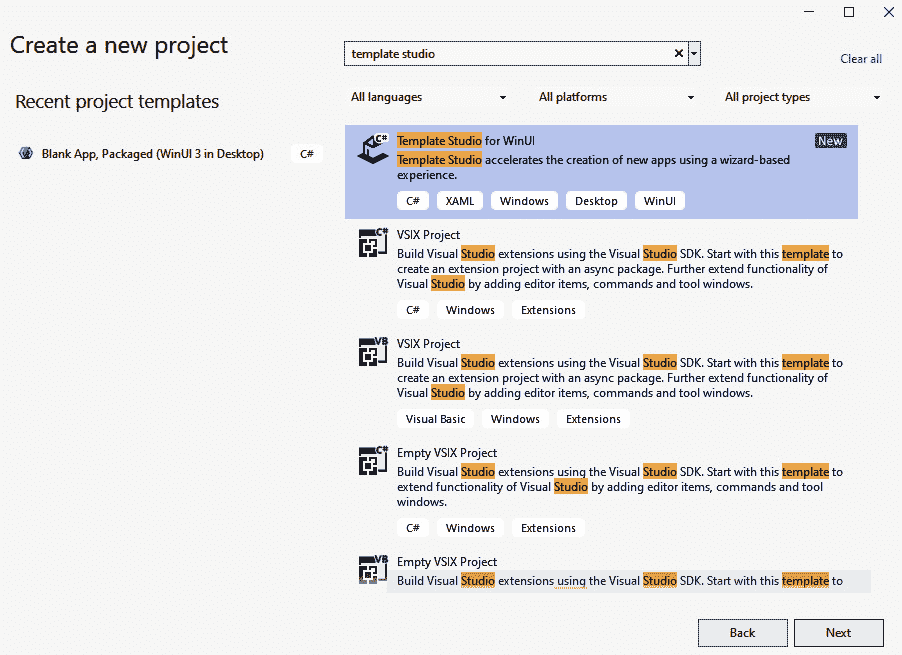 Create a new project
template studio
Clear all
Recent project templates
All languages
All platforms
All project types
Blank App, Packaged (WinUI 3 in Desktop)
C#
C#
Template Studio for WinUI
New
Template Studio accelerates the creation of new apps using a wizard-based
experience.
C#
XAML
Windows
Desktop
WinUI
C#
VSIX Project
Build Visual Studio extensions using the Visual Studio SDK. Start with this template to
create an extension project with an async package. Further extend functionality of
Visual Studio by adding editor items, commands and tool windows.
C#
Windows
Extensions
VB
VSIX Project
Build Visual Studio extensions using the Visual Studio SDK. Start with this template to
create an extension project with an async package. Further extend functionality of
Visual Studio by adding editor items, commands and tool windows.
Visual Basic
Windows
Extensions
C#
Empty VSIX Project
Build Visual Studio extensions using the Visual Studio SDK. Start with this template to
extend functionality of Visual Studio by adding editor items, commands and tool
windows.
C#
Windows
Extensions
VB
Empty VSIX Project
Build Visual Studio extensions using the Visual Studio SDK. Start with this template to
Back
Next